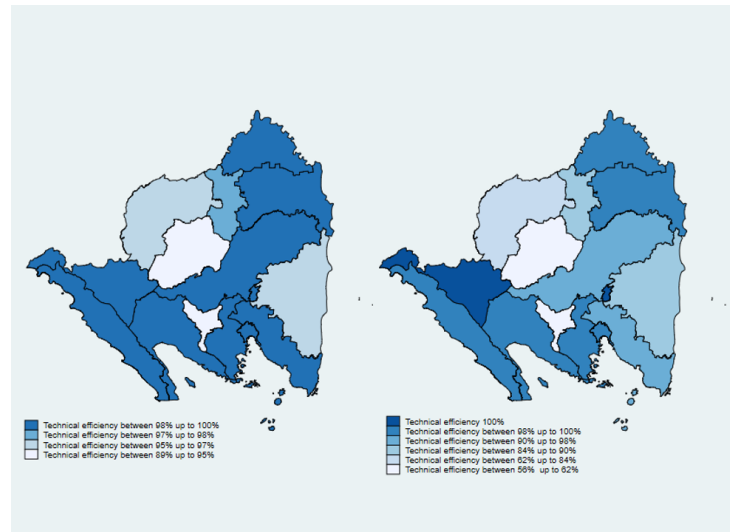 Technical efficiency between 98% up to 100%
Technical efficiency between 97% up to 98%
Technical efficiency between 95% up to 97%
Technical efficiency between 89% up to 95%
Technical efficiency 100%
Technical efficiency between 98% up to 100%
Technical efficiency between 90% up to 98%
Technical efficiency between 84% up to 90%
Technical efficiency between 62% up to 84%
Technical efficiency between 56% up to 62%